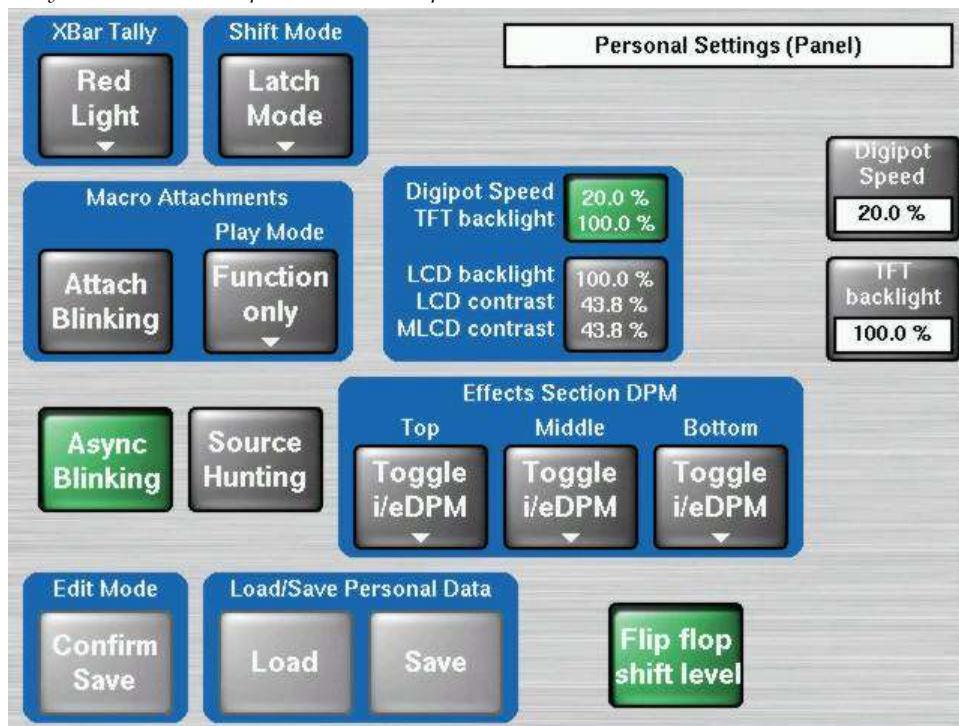 XBar Tally
Shift Mode
Personal Settings (Panel)
Red
Light
Latch
Mode
Digipot
Speed
20.0 %
Macro Attachments
Play Mode
Attach
Blinking
Function
only
Digipot Speed
TFT backlight
20.0 %
100.0 %
LCD backlight
LCD contrast
MLCD contrast
100.0 %
43.8 %
43.8 %
TFT
backlight
100.0 %
Async
Blinking
Source
Hunting
Effects Section DPM
Top
Middle
Bottom
Toggle
i/eDPM
Toggle
i/eDPM
Toggle
i/eDPM
Edit Mode
Load/Save Personal Data
Confirm
Save
Load
Save
Flip flop
shift level